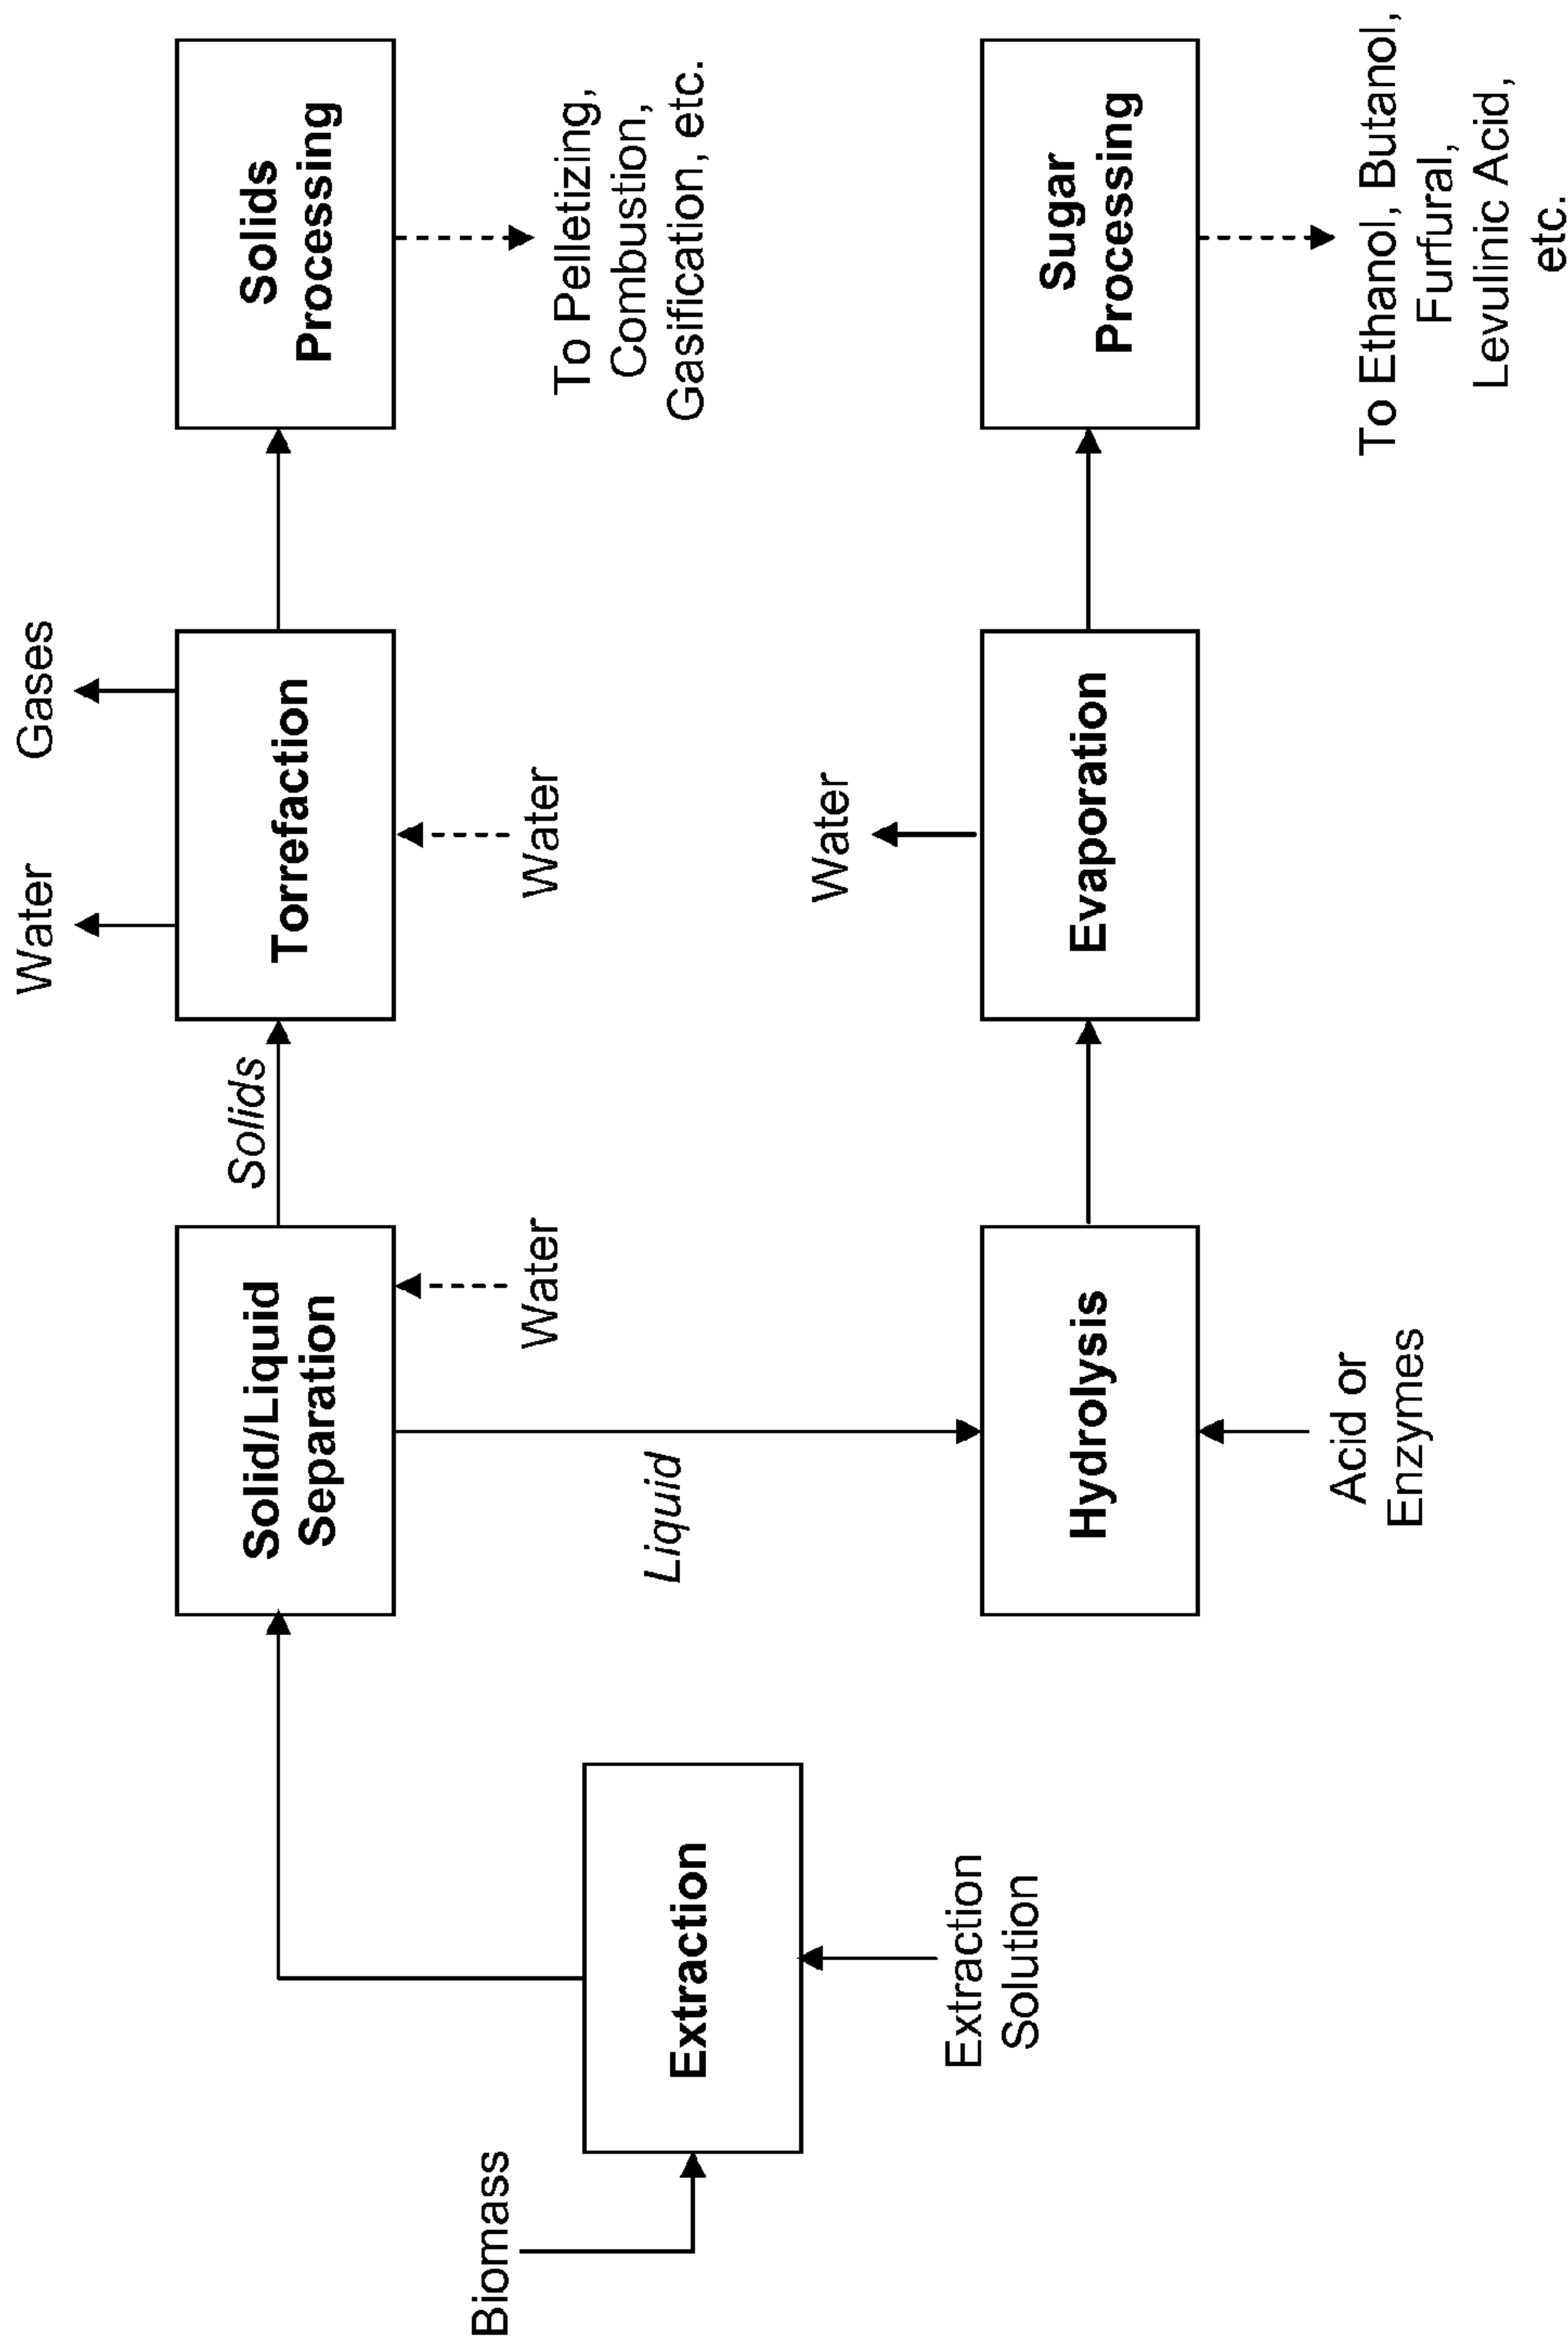 Biomass
Extraction
Extraction
Solution
Solid/Liquid
Separation
Water
Solids
Liquid
Water
Gases
Torrefaction
Water
Solids
Processing
To Pelletizing,
Combustion,
Gasification, etc.
Hydrolysis
Acid or
Enzymes
Water
Evaporation
Sugar
Processing
To Ethanol, Butanol,
Furfural,
Levulinic Acid,
etc.